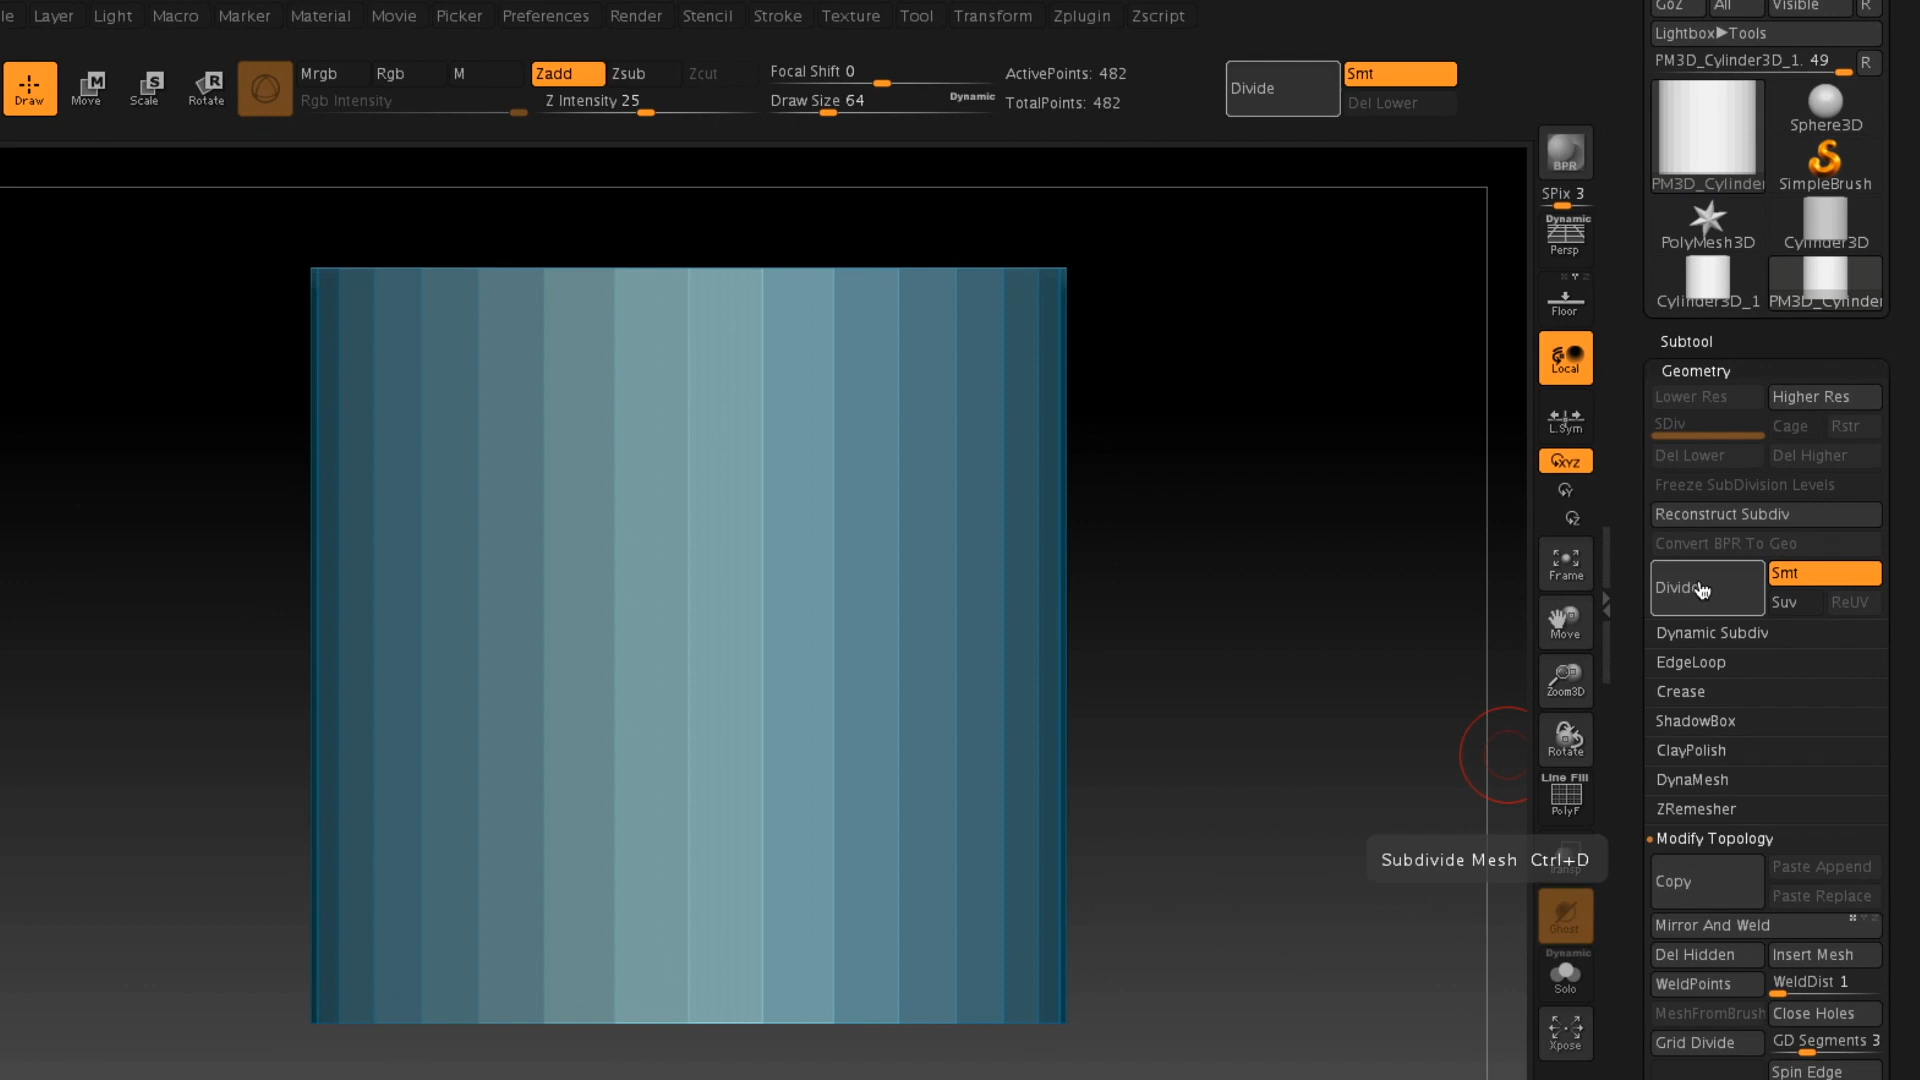 le Layer Light Macro Marker Material Movie Picker Preferences Render Stencil Stroke Texture Tool Transform Zplugin Zscript
Draw Move Scale Rotate
Mrgb Rgb M
Rgb Intensity
Zadd Zsub Zcut
Z Intensity 25
Focal Shift 0
Draw Size 64 Dynamic
ActivePoints: 482
TotalPoints: 482
Divide
Smt
Del Lower
BPR
SPix 3
Dynamic
Persp
Floor
Local
L.Sym
XYZ
Y
Z
Frame
Move
Zoom3D
Rotate
Line Fill
PolyF
Subdivide Mesh Ctrl+D
Transp
Ghost
Dynamic
Solo
Xpose
GoZ All Visible R
Lightbox▶Tools
PM3D_Cylinder3D_1. 49 R
PM3D_Cylinder
Sphere3D
SimpleBrush
PolyMesh3D Cylinder3D
Cylinder3D_1 PM3D_Cylinder
Subtool
Geometry
Lower Res Higher Res
SDiv Cage Rstr
Del Lower Del Higher
Freeze SubDivision Levels
Reconstruct Subdiv
Convert BPR To Geo
Divide
Smt
Suv ReUV
Dynamic Subdiv
EdgeLoop
Crease
ShadowBox
ClayPolish
DynaMesh
ZRemesher
Modify Topology
Copy
Paste Append
Paste Replace
Mirror And Weld
Del Hidden Insert Mesh
WeldPoints WeldDist 1
MeshFromBrush Close Holes
Grid Divide GD Segments 3
Spin Edge